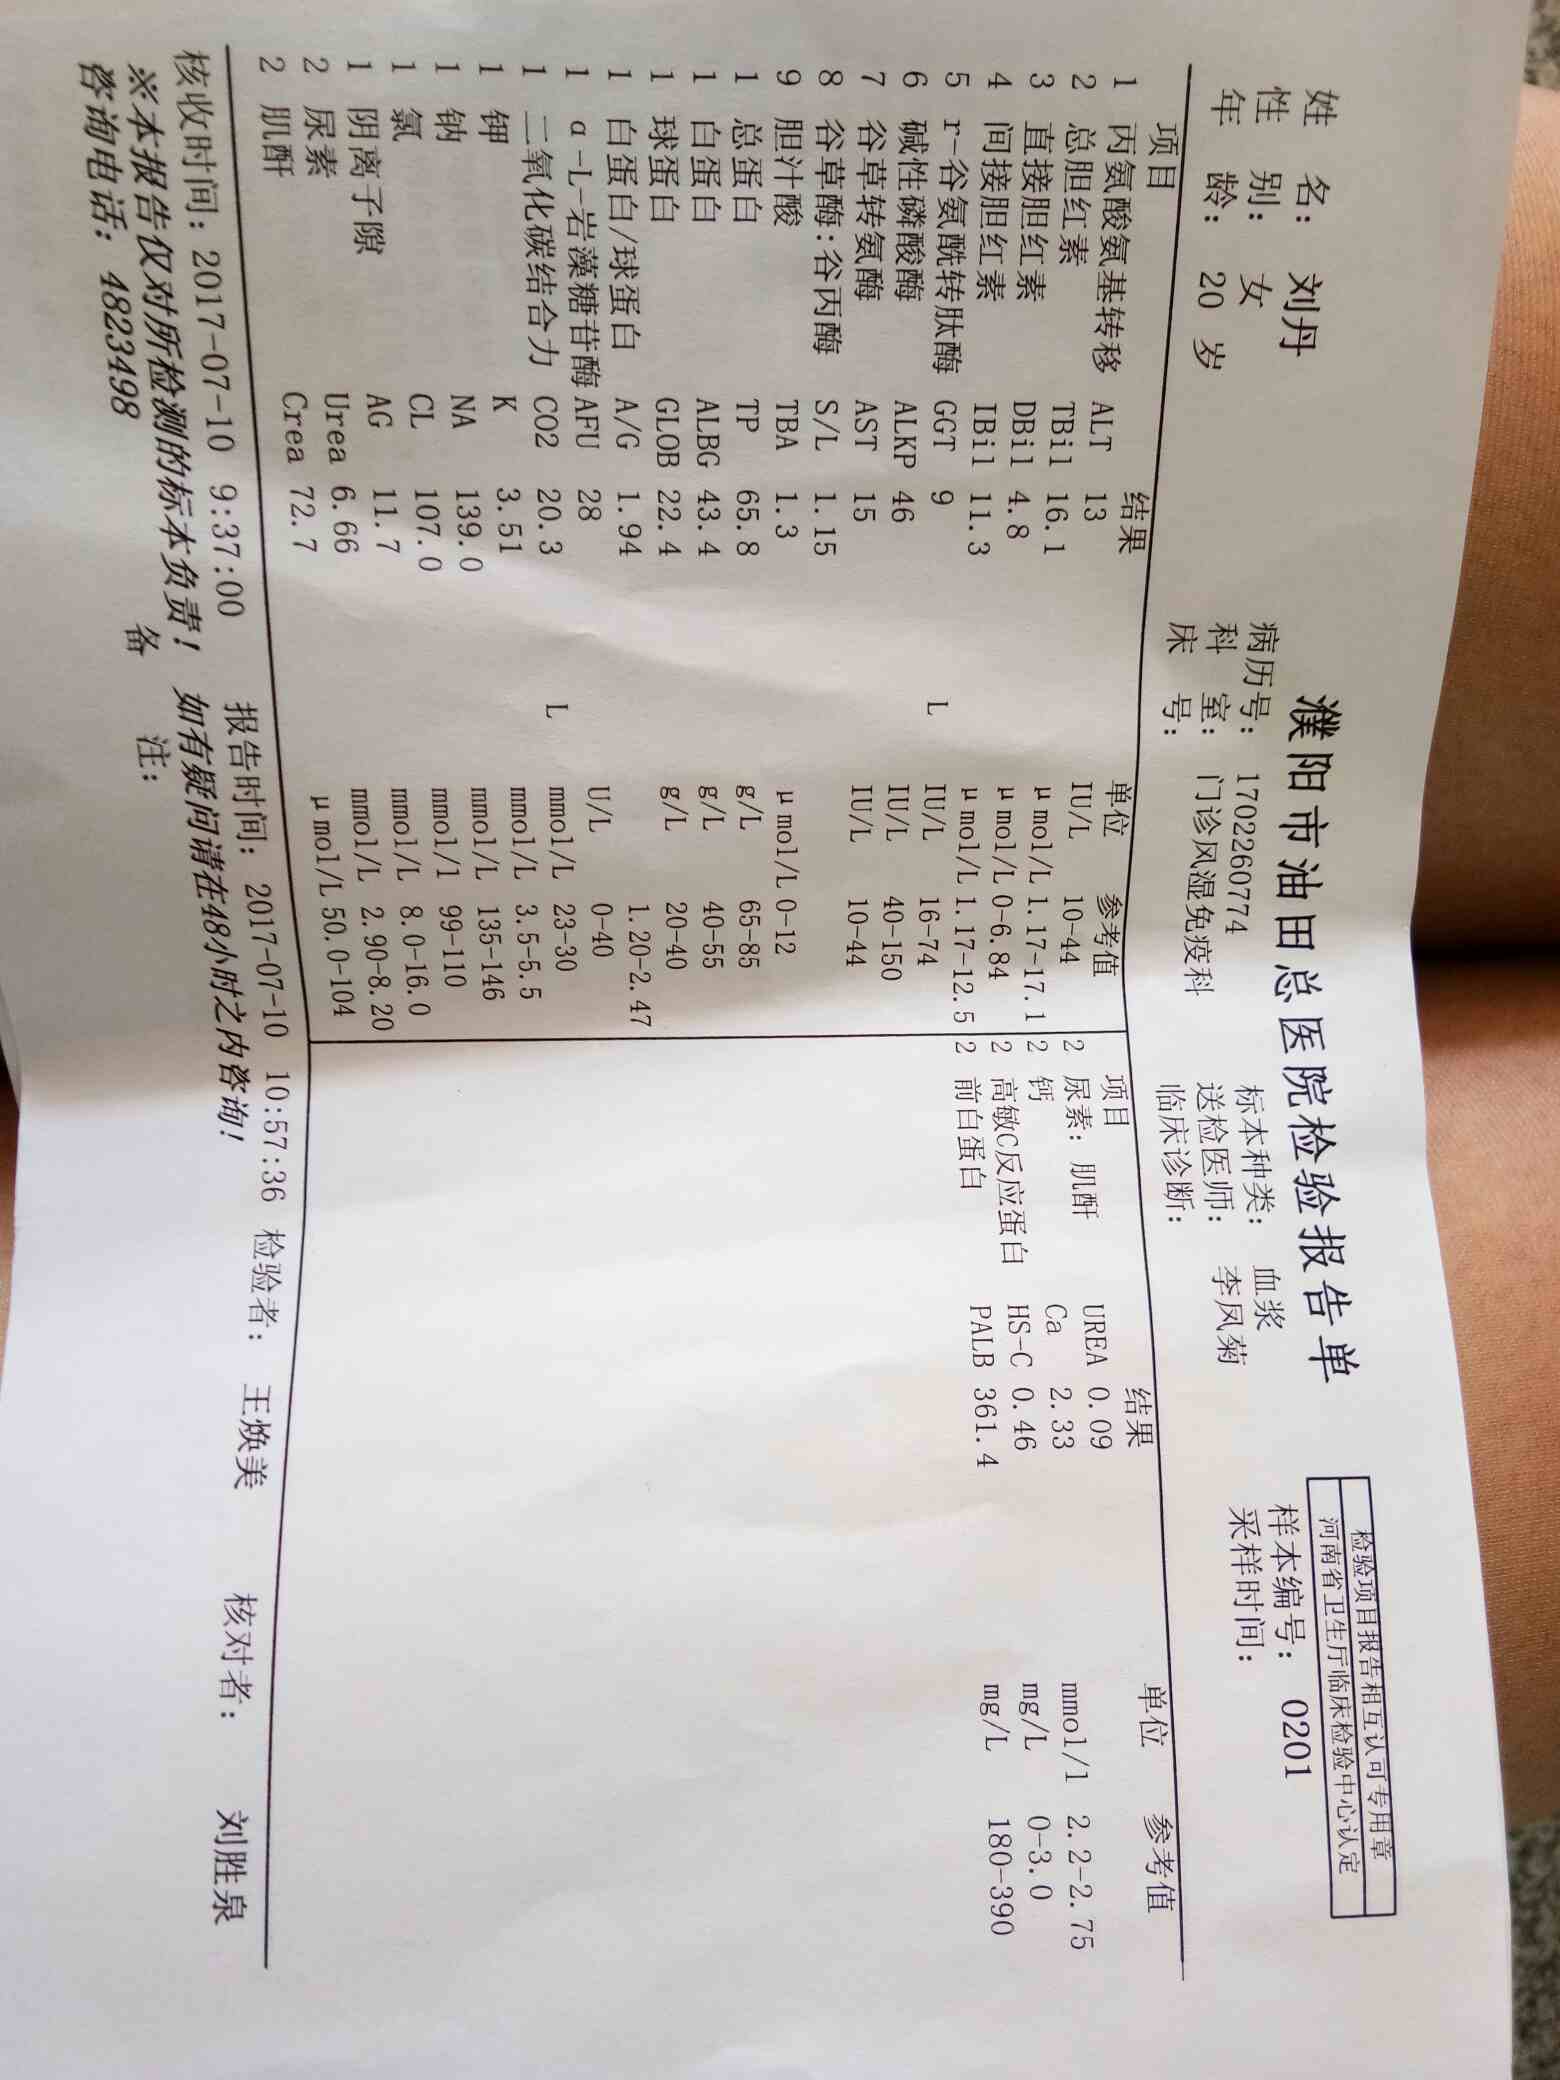 濮阳市油田总医院检验报告单
检验项目报告相互认可专用章
河南省卫生厅临床检验中心认定
姓 名： 刘丹 病历号： 1702260774 标本种类： 血浆 样本编号： 0201
性 别： 女 科 室： 门诊风湿免疫科 送检医师： 李凤菊 采样时间：
年 龄： 20 岁 床 号： 临床诊断：
项目 结果 单位 参考值 项目 结果 单位 参考值
1 丙氨酸氨基转移 ALT 13 IU/L 10-44 2 尿素：肌酐 UREA 0.09
2 总胆红素 TBil 16.1 μmol/L 1.17-17.1 2 钙 Ca 2.33 mmol/l 2.2-2.75
3 直接胆红素 DBil 4.8 μmol/L 0-6.84 2 高敏C反应蛋白 HS-C 0.46 mg/L 0-3.0
4 间接胆红素 IBil 11.3 μmol/L 1.17-12.5 2 前白蛋白 PALB 361.4 mg/L 180-390
5 r-谷氨酰转肽酶 GGT 9 L IU/L 16-74
6 碱性磷酸酶 ALKP 46 IU/L 40-150
7 谷草转氨酶 AST 15 IU/L 10-44
8 谷草酶:谷丙酶 S/L 1.15
9 胆汁酸 TBA 1.3 μmol/L 0-12
1 总蛋白 TP 65.8 g/L 65-85
1 白蛋白 ALBG 43.4 g/L 40-55
1 球蛋白 GLOB 22.4 g/L 20-40
1 白蛋白/球蛋白 A/G 1.94 1.20-2.47
1 α-L-岩藻糖苷酶 AFU 28 U/L 0-40
1 二氧化碳结合力 CO2 20.3 L mmol/L 23-30
1 钾 K 3.51 mmol/L 3.5-5.5
1 钠 NA 139.0 mmol/L 135-146
1 氯 CL 107.0 mmol/l 99-110
1 阴离子隙 AG 11.7 mmol/L 8.0-16.0
2 尿素 Urea 6.66 mmol/L 2.90-8.20
2 肌酐 Crea 72.7 μmol/L 50.0-104
核收时间：2017-07-10 9:37:00 报告时间：2017-07-10 10:57:36 检验者： 王焕美 核对者： 刘胜泉
※本报告仅对所检测的标本负责！ 如有疑问请在48小时之内咨询！
咨询电话：4823498 备 注：